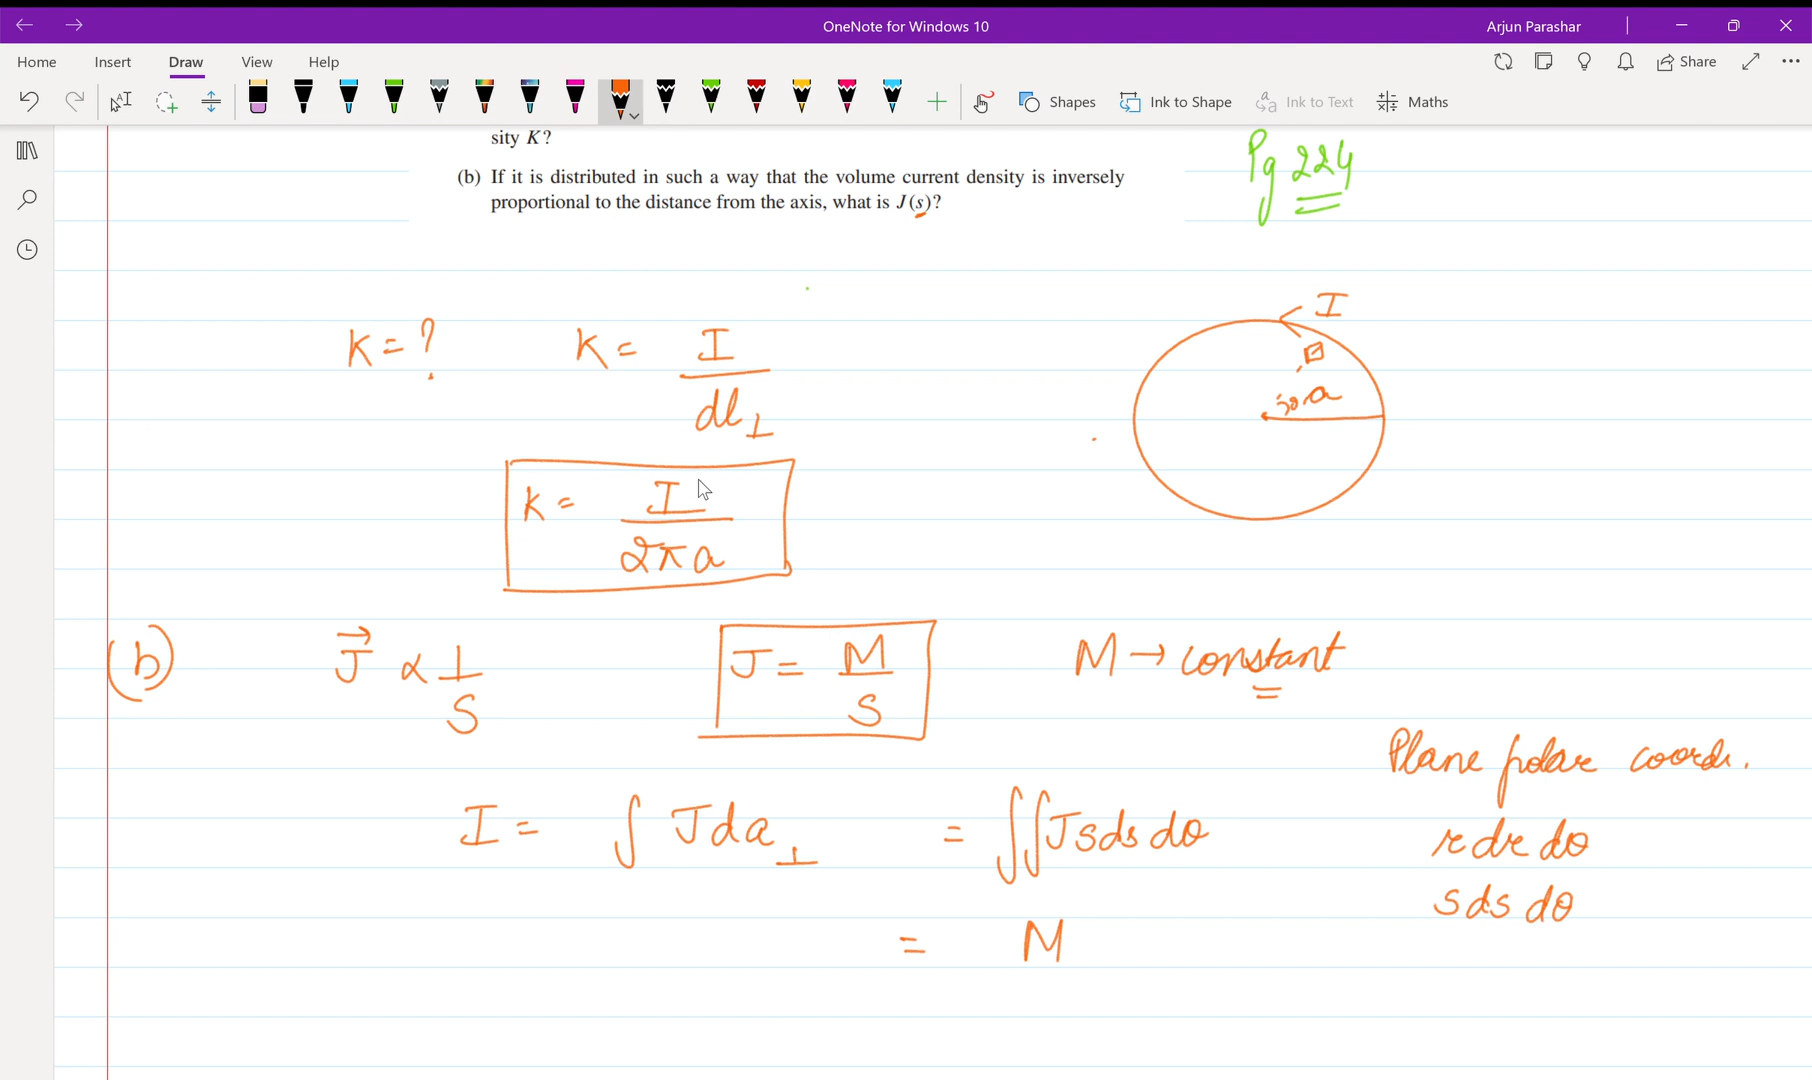 OneNote for Windows 10
Arjun Parashar
Home Insert Draw View Help
Share
Shapes Ink to Shape Ink to Text Maths
sity K?
(b) If it is distributed in such a way that the volume current density is inversely
proportional to the distance from the axis, what is J(s)?
Pg 224
I
a
K = ? K = I / dl⊥
K = I / 2πa
(b) J⃗ ∝ 1/S J = M/S M → constant
Plane polar coordi.
I = ∫ J da⊥ = ∫∫ J s ds dθ
r dr dθ
s ds dθ
= M